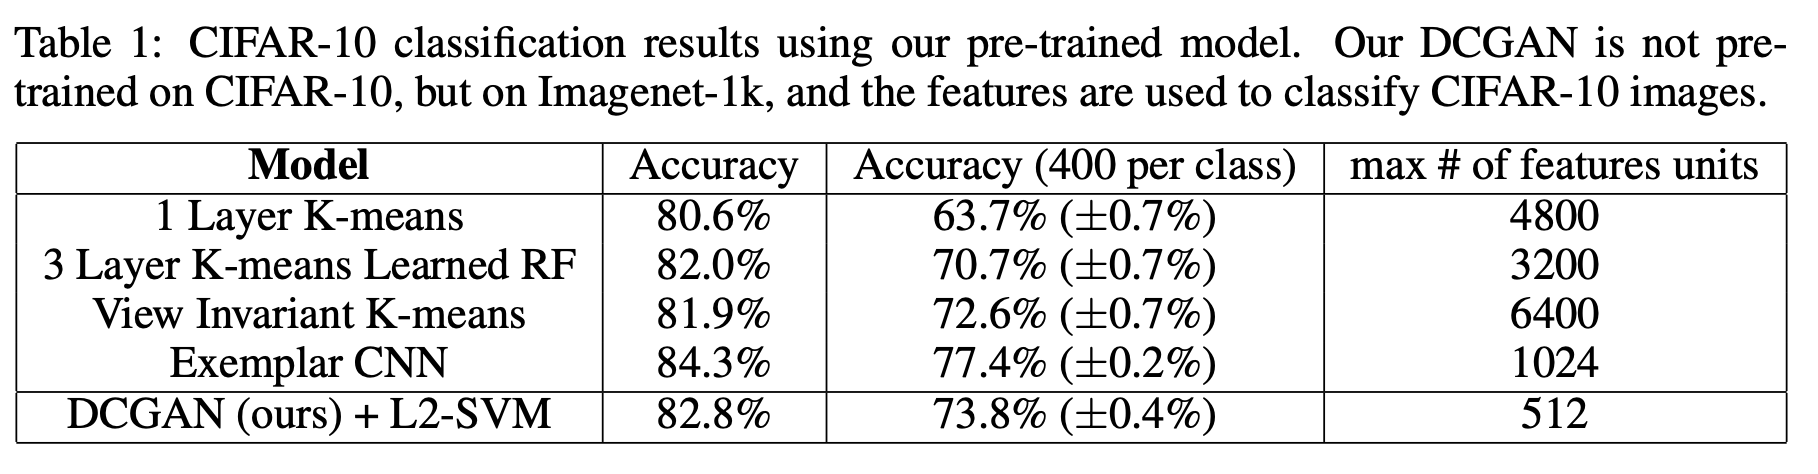 Table 1: CIFAR-10 classification results using our pre-trained model. Our DCGAN is not pre-
trained on CIFAR-10, but on Imagenet-1k, and the features are used to classify CIFAR-10 images.
Model Accuracy Accuracy (400 per class) max # of features units
1 Layer K-means 80.6% 63.7% (±0.7%) 4800
3 Layer K-means Learned RF 82.0% 70.7% (±0.7%) 3200
View Invariant K-means 81.9% 72.6% (±0.7%) 6400
Exemplar CNN 84.3% 77.4% (±0.2%) 1024
DCGAN (ours) + L2-SVM 82.8% 73.8% (±0.4%) 512